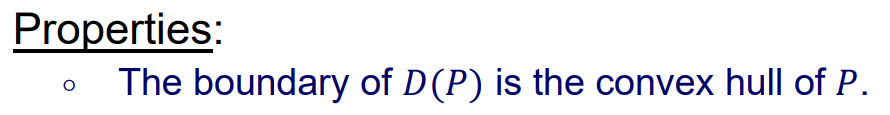 Properties:
◦ The boundary of D(P) is the convex hull of P.